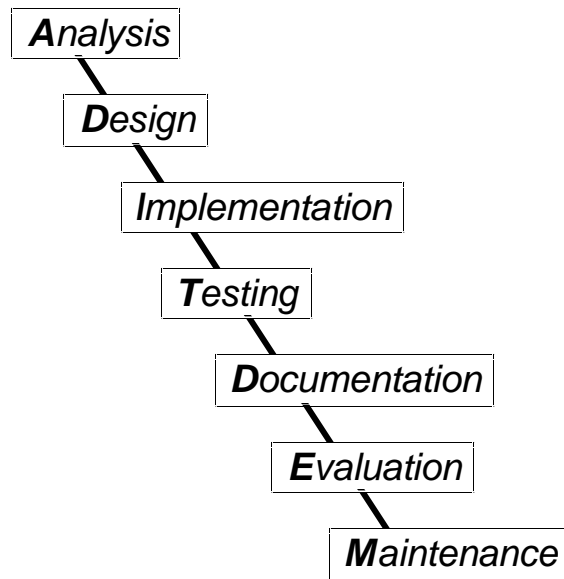 Analysis
Design
Implementation
Testing
Documentation
Evaluation
Maintenance